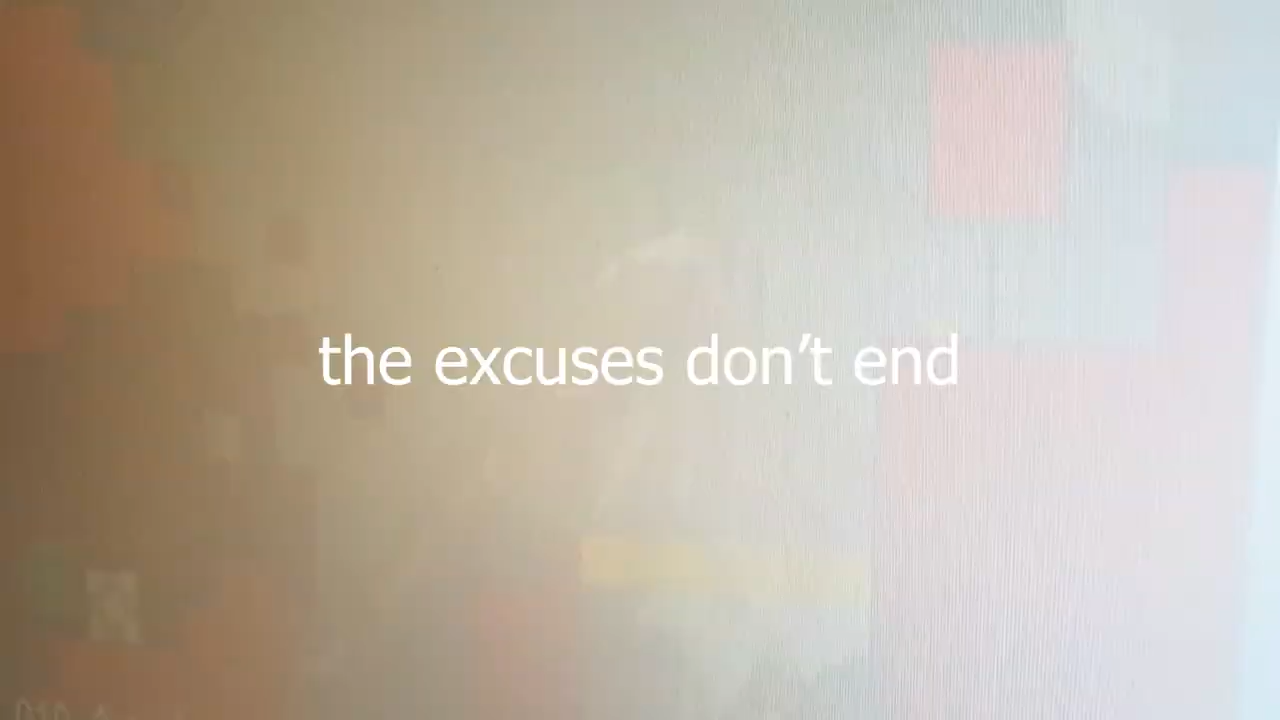 the excuses don’t end